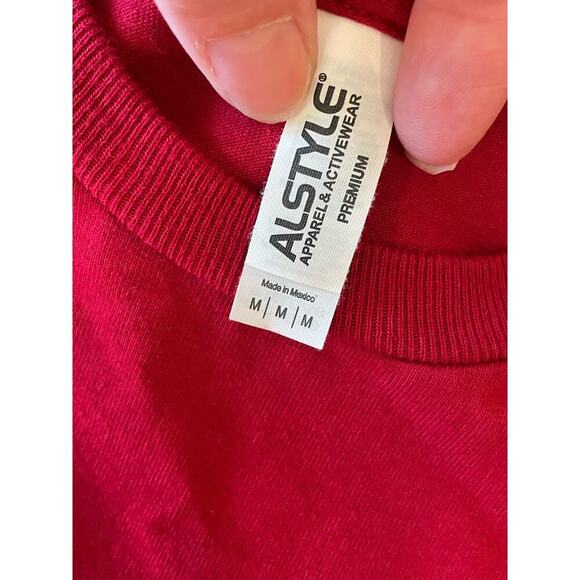 ALSTYLE®
APPAREL & ACTIVEWEAR
PREMIUM
Made in Mexico
M | M | M